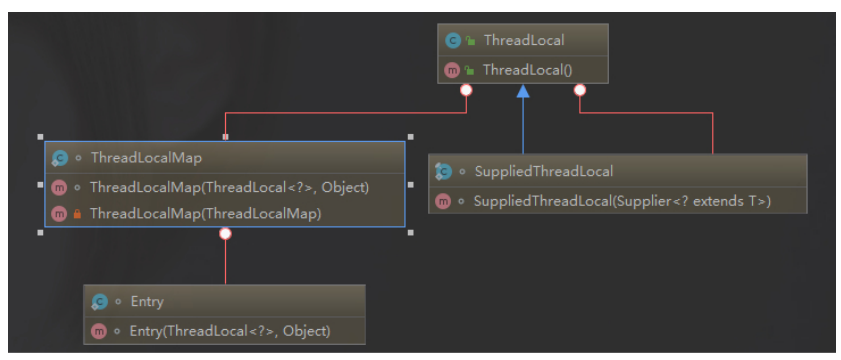 ThreadLocal
ThreadLocal()
ThreadLocalMap
ThreadLocalMap(ThreadLocal<?>, Object)
ThreadLocalMap(ThreadLocalMap)
SuppliedThreadLocal
SuppliedThreadLocal(Supplier<? extends T>)
Entry
Entry(ThreadLocal<?>, Object)